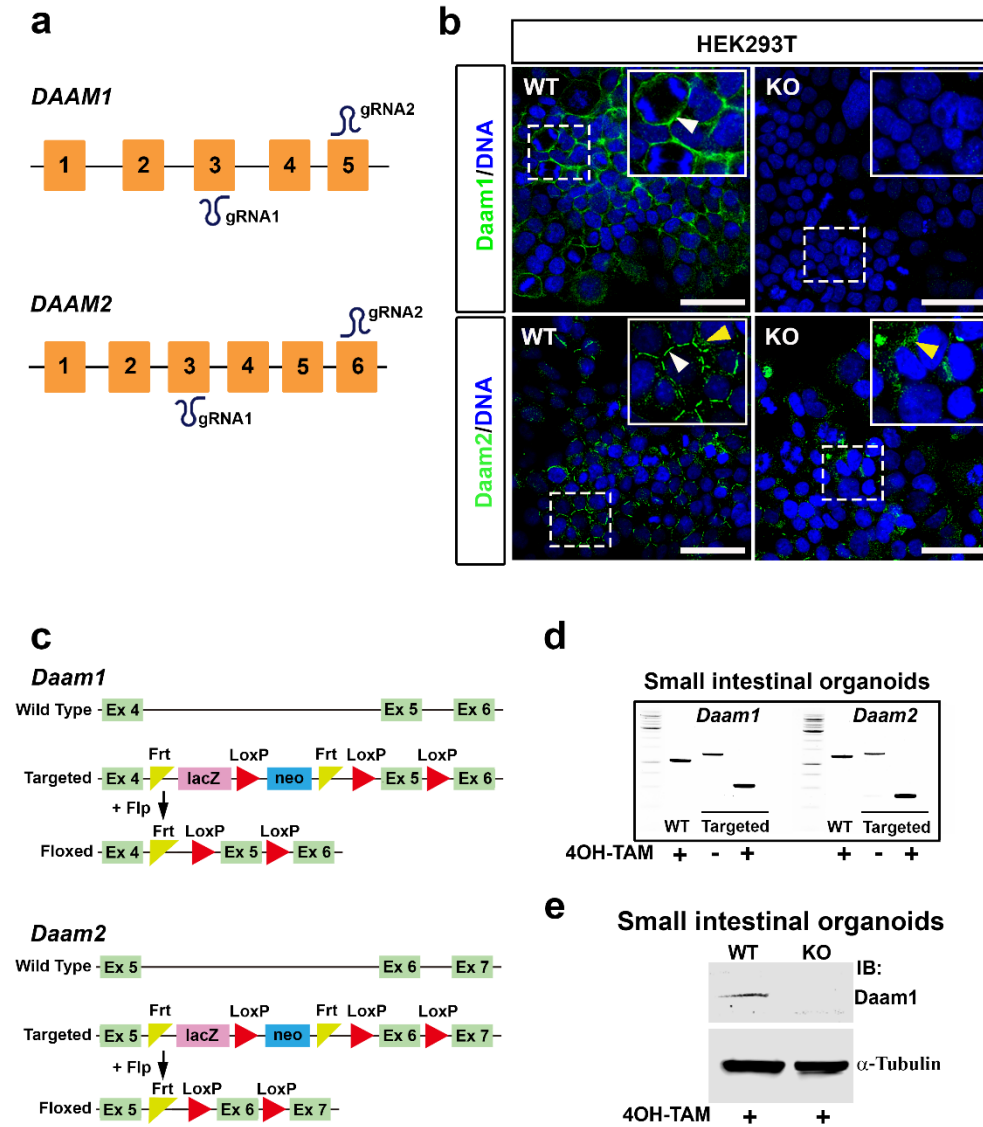 a
DAAM1
gRNA2
1 2 3 4 5
gRNA1
DAAM2
gRNA2
1 2 3 4 5 6
gRNA1
b
HEK293T
Daam1/DNA
WT KO
Daam2/DNA
WT KO
c
Daam1
Wild Type Ex 4 Ex 5 Ex 6
Frt LoxP Frt LoxP LoxP
Targeted Ex 4 lacZ neo Ex 5 Ex 6
+ Flp
Frt LoxP LoxP
Floxed Ex 4 Ex 5 Ex 6
Daam2
Wild Type Ex 5 Ex 6 Ex 7
Frt LoxP Frt LoxP LoxP
Targeted Ex 5 lacZ neo Ex 6 Ex 7
+ Flp
Frt LoxP LoxP
Floxed Ex 5 Ex 6 Ex 7
d
Small intestinal organoids
Daam1 Daam2
WT Targeted WT Targeted
4OH-TAM + - + + - +
e
Small intestinal organoids
WT KO
IB:
Daam1
α-Tubulin
4OH-TAM + +